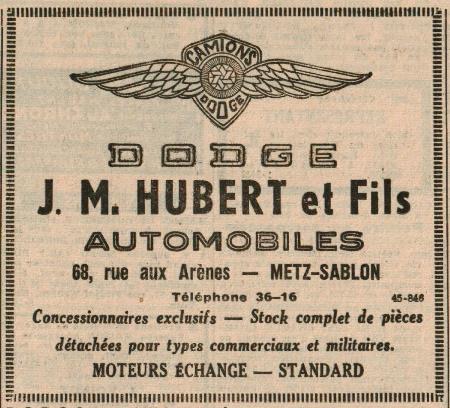 CAMIONS
DODGE
DODGE
J. M. HUBERT et Fils
AUTOMOBILES
68, rue aux Arènes — METZ-SABLON
Téléphone 36-16 45-846
Concessionnaires exclusifs — Stock complet de pièces
détachées pour types commerciaux et militaires.
MOTEURS ÉCHANGE — STANDARD